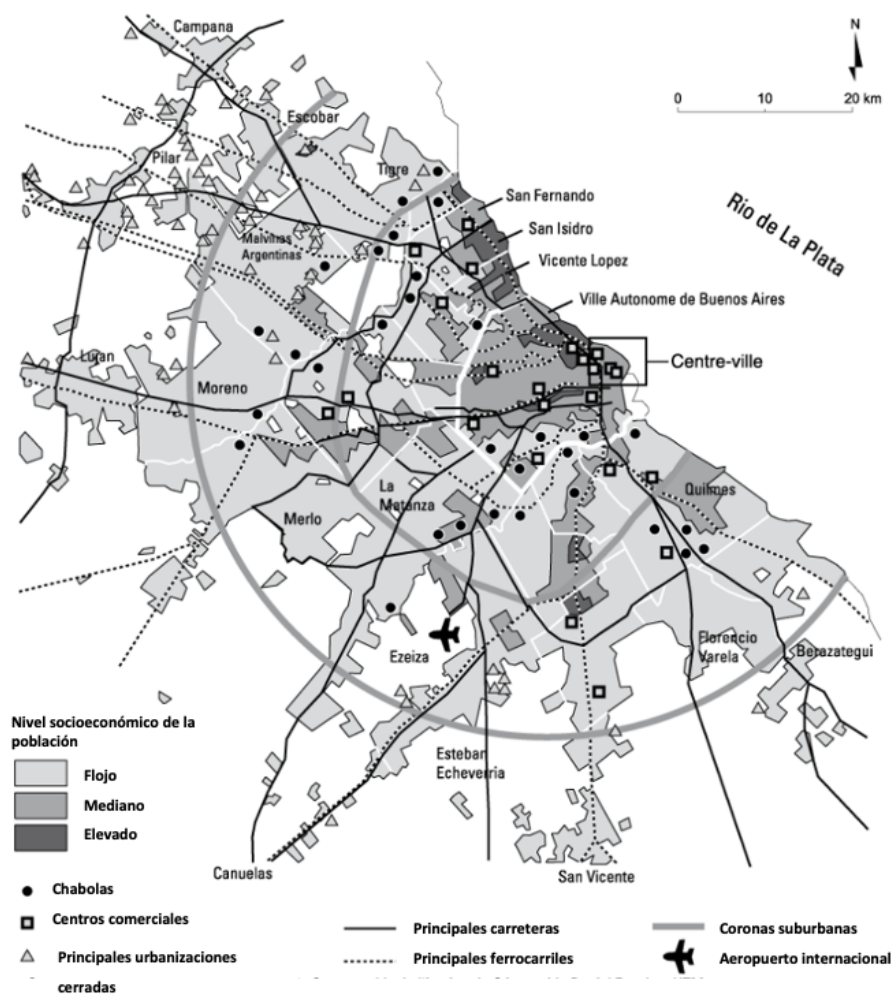 Campana
N
0 10 20 km
Escobar
Pilar
Tigre
San Fernando
Rio de La Plata
San Isidro
Malvinas
Argentinas
Vicente Lopez
Ville Autonome de Buenos Aires
Lujan
Centre-ville
Moreno
La
Matanza
Quilmes
Merlo
Ezeiza
Florencio
Varela
Berazategui
Nivel socioeconómico de la
población
Esteban
Echeverria
Flojo
Mediano
Elevado
Canuelas
San Vicente
Chabolas
Centros comerciales
Principales carreteras
Coronas suburbanas
Principales urbanizaciones
cerradas
Principales ferrocarriles
Aeropuerto internacional